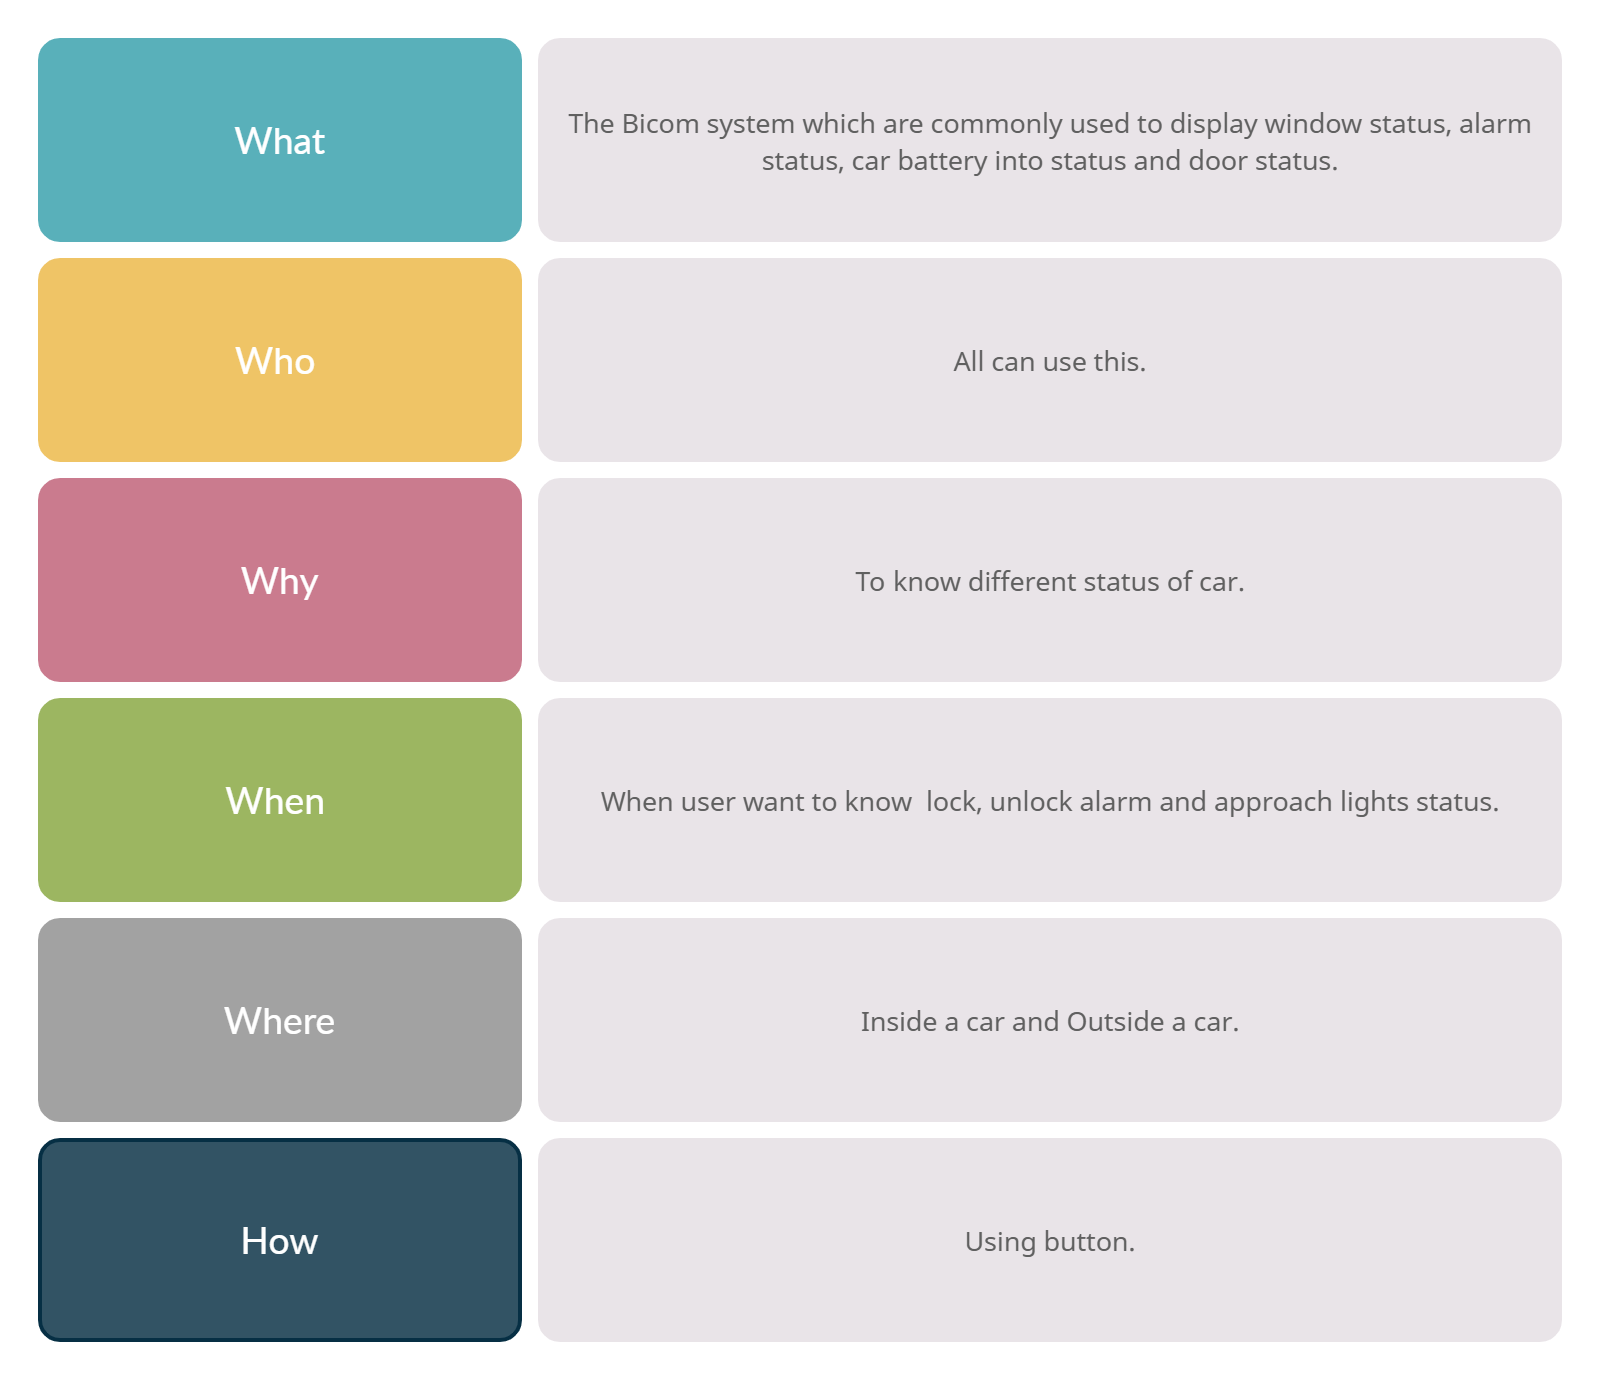 What
The Bicom system which are commonly used to display window status, alarm
status, car battery into status and door status.
Who
All can use this.
Why
To know different status of car.
When
When user want to know  lock, unlock alarm and approach lights status.
Where
Inside a car and Outside a car.
How
Using button.